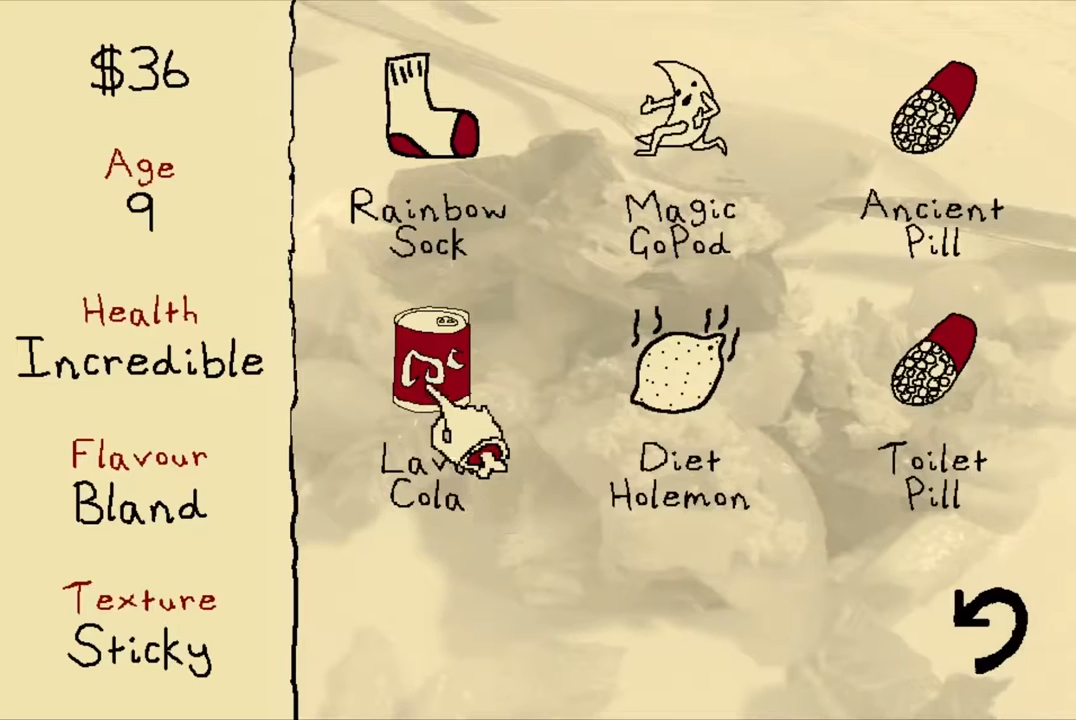 $36
Age
9
Health
Incredible
Flavour
Bland
Texture
Sticky
Rainbow
Sock
Magic
GoPod
Ancient
Pill
Cola
Diet
Holemon
Toilet
Pill